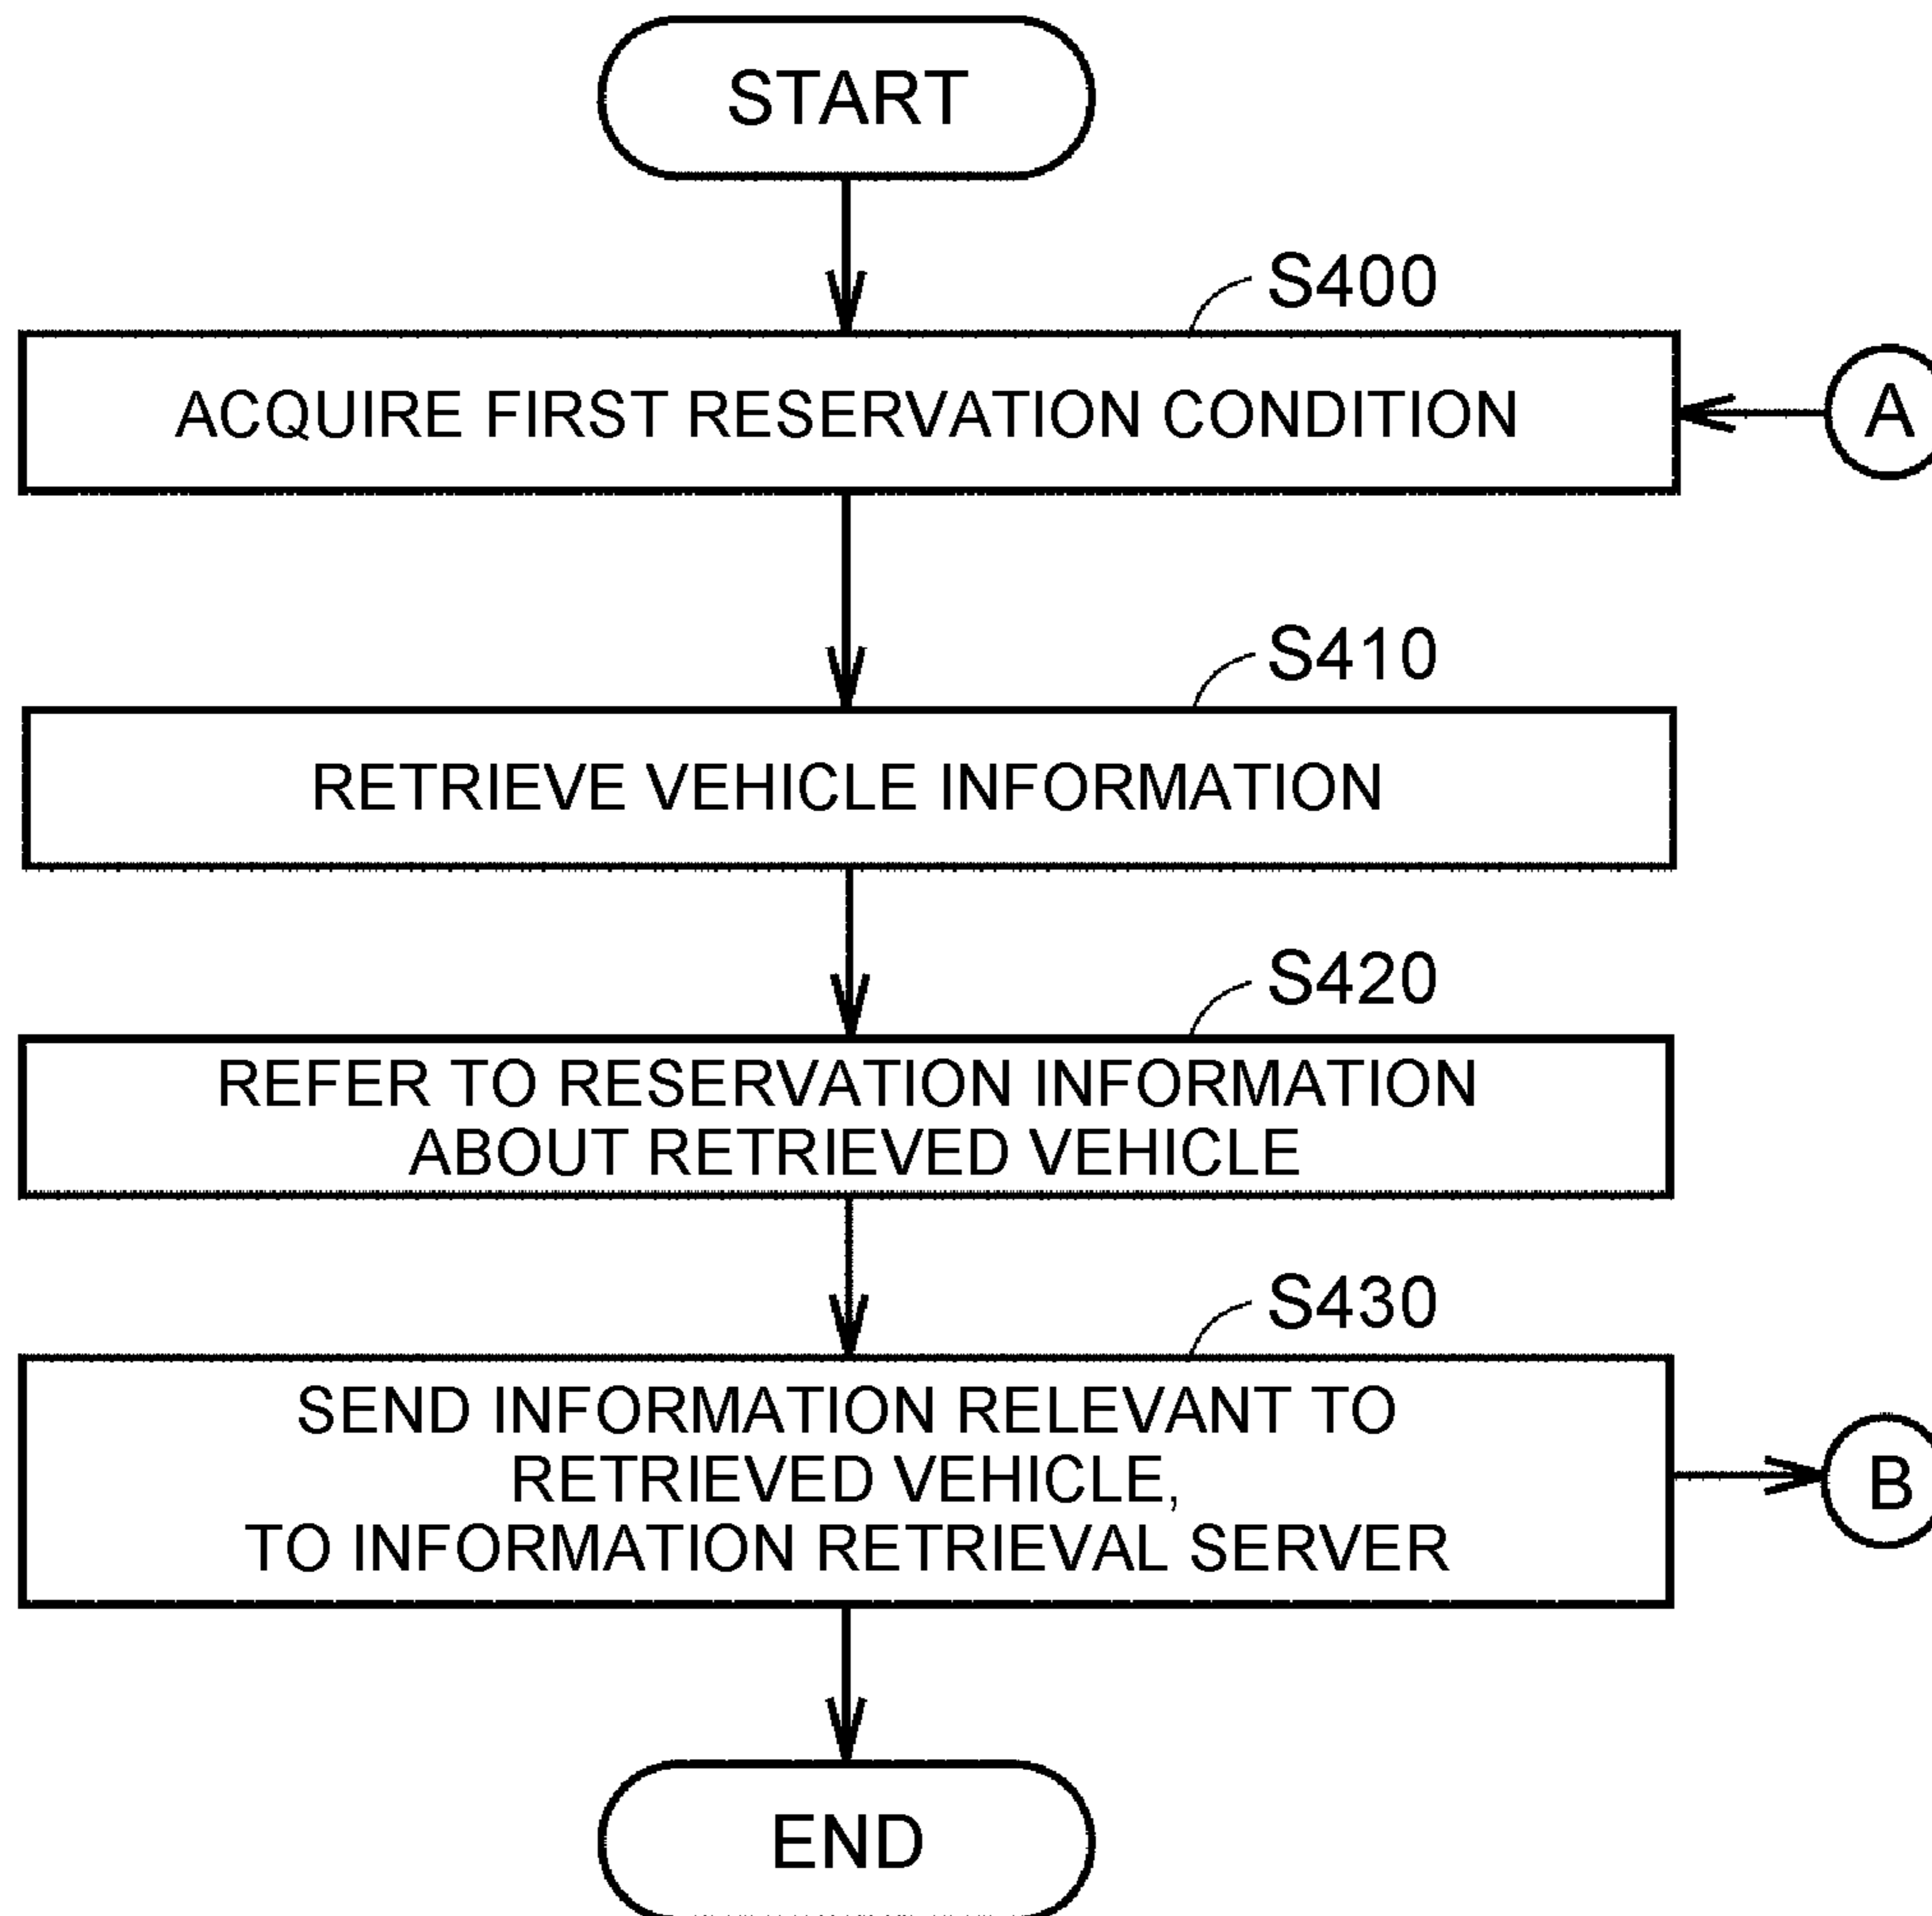 START
S400
ACQUIRE FIRST RESERVATION CONDITION
A
S410
RETRIEVE VEHICLE INFORMATION
S420
REFER TO RESERVATION INFORMATION
ABOUT RETRIEVED VEHICLE
S430
SEND INFORMATION RELEVANT TO
RETRIEVED VEHICLE,
TO INFORMATION RETRIEVAL SERVER
B
END